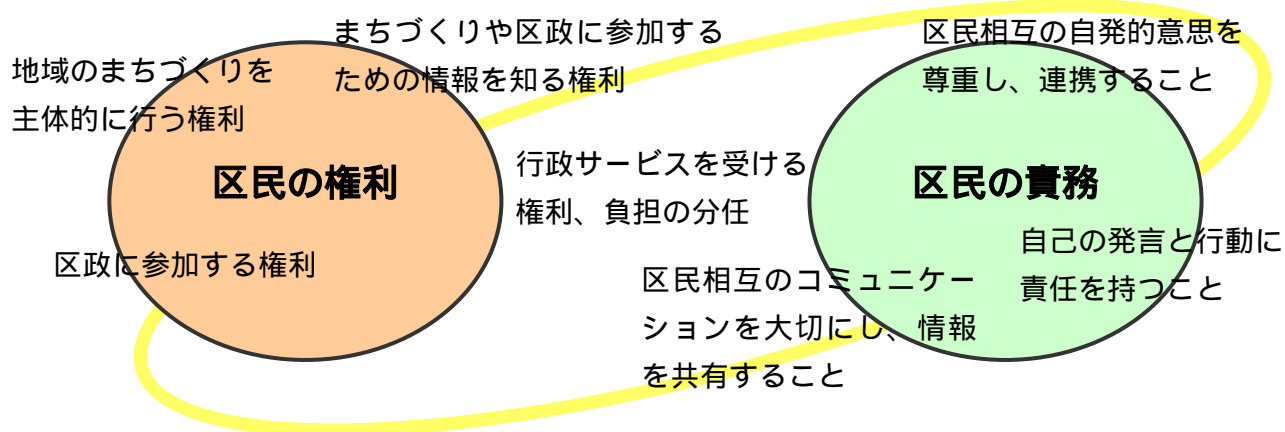 まちづくりや区政に参加する
ための情報を知る権利
地域のまちづくりを
主体的に行う権利
区民の権利
行政サービスを受ける
権利、負担の分任
区政に参加する権利
区民相互の自発的意思を
尊重し、連携すること
区民の責務
自己の発言と行動に
責任を持つこと
区民相互のコミュニケー
ションを大切にし、情報
を共有すること